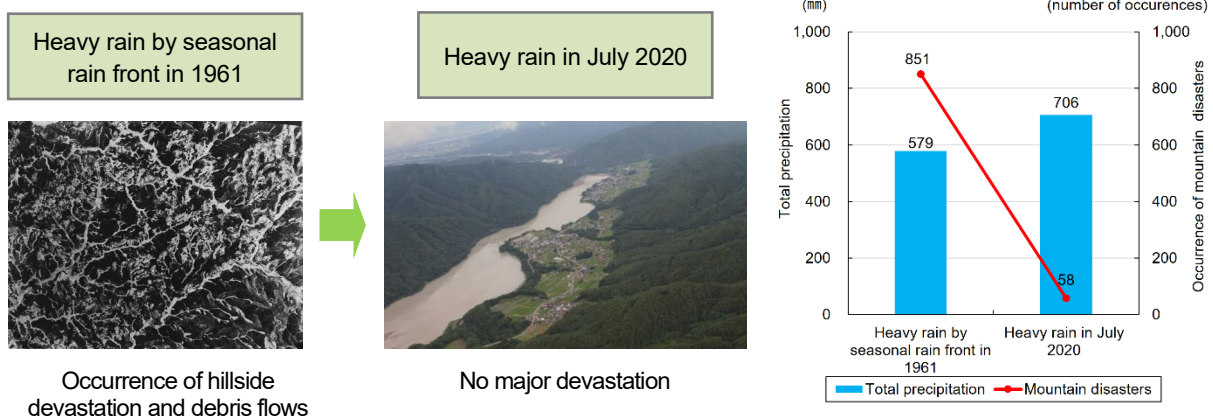 Heavy rain by seasonal
rain front in 1961
Heavy rain in July 2020
Occurrence of hillside
devastation and debris flows
No major devastation
(㎜)
(number of occurences)
1,000
800
600
400
200
0
Total precipitation
851
579
706
58
1,000
800
600
400
200
0
Occurrence of mountain disasters
Heavy rain by
seasonal rain front in
1961
Heavy rain in July
2020
Total precipitation
Mountain disasters